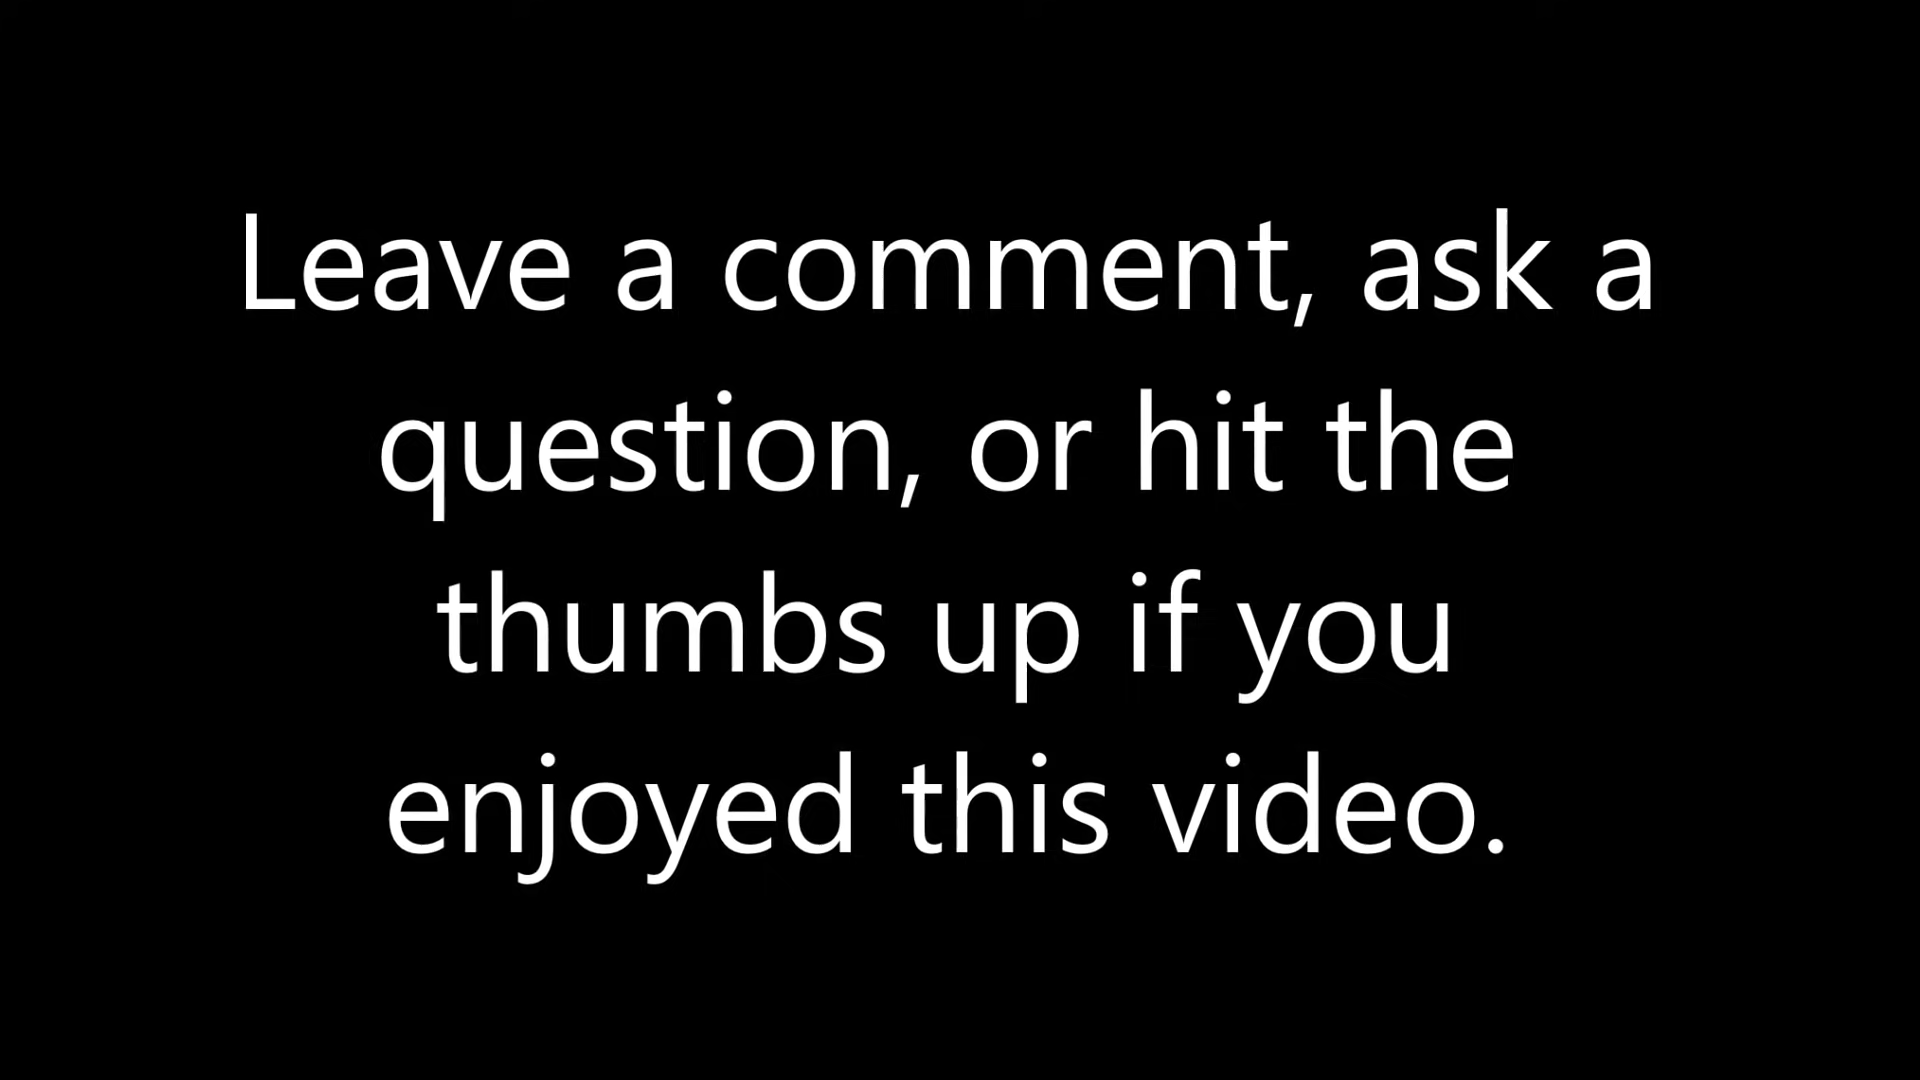 Leave a comment, ask a
question, or hit the
thumbs up if you
enjoyed this video.